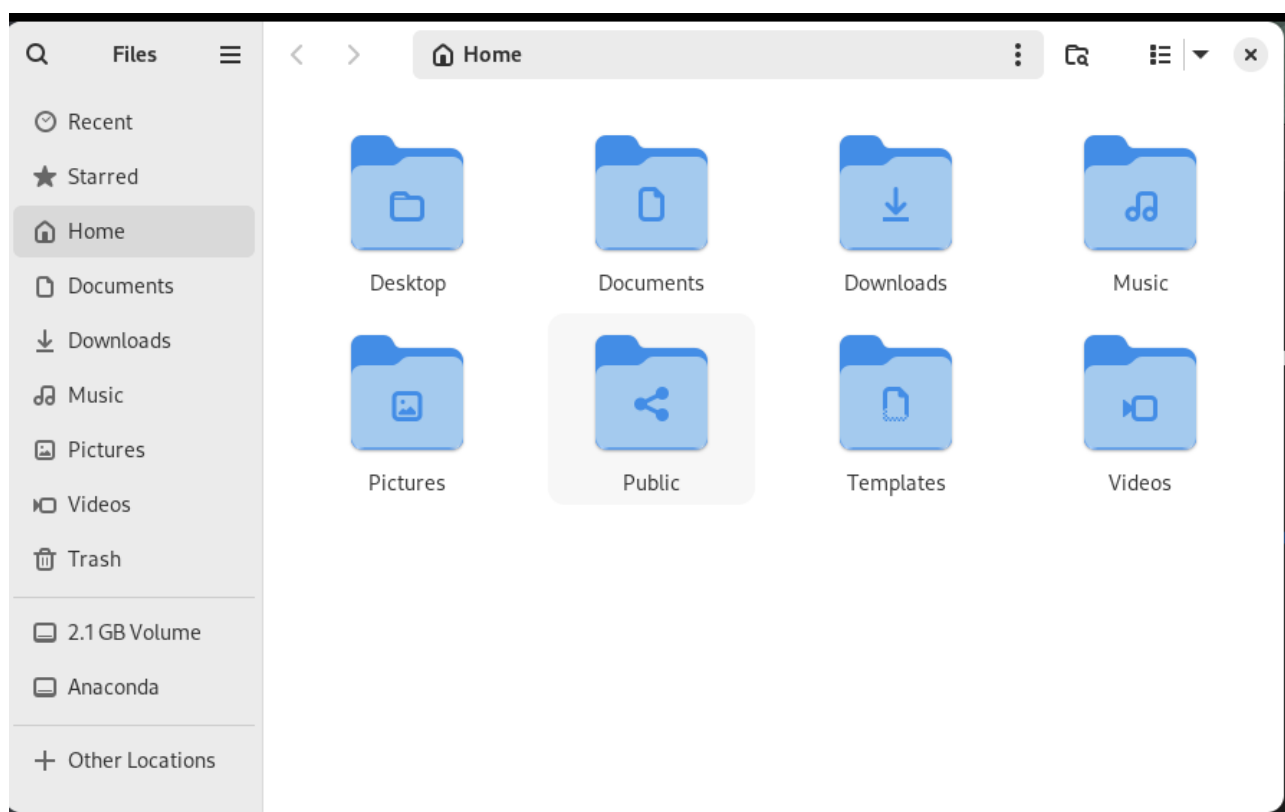 Files
Home
Recent
Starred
Home
Documents
Downloads
Music
Pictures
Videos
Trash
2.1 GB Volume
Anaconda
Other Locations
Desktop
Documents
Downloads
Music
Pictures
Public
Templates
Videos